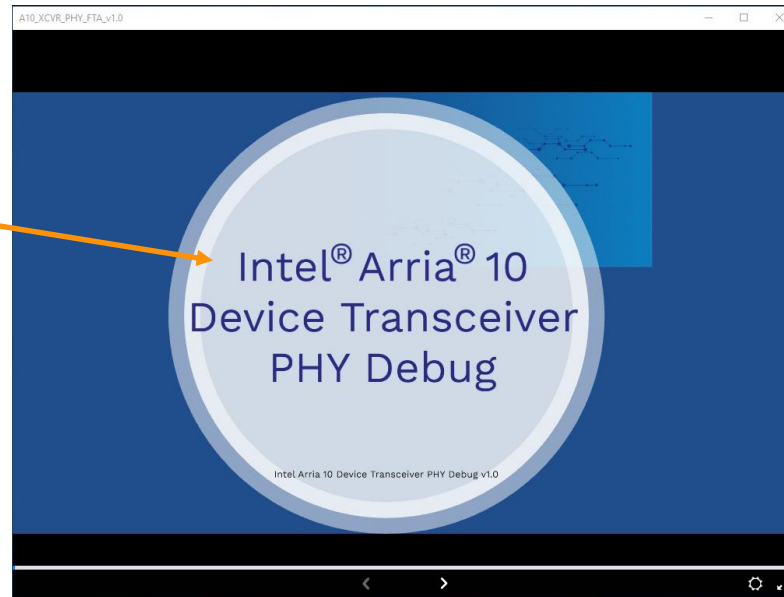 A10_XCVR_PHY_FTA_v1.0
Intel® Arria® 10
Device Transceiver
PHY Debug
Intel Arria 10 Device Transceiver PHY Debug v1.0